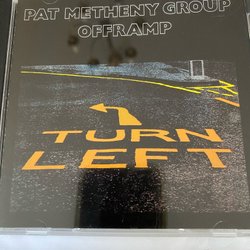 PAT METHENY GROUP
OFFRAMP
TURN
LEFT